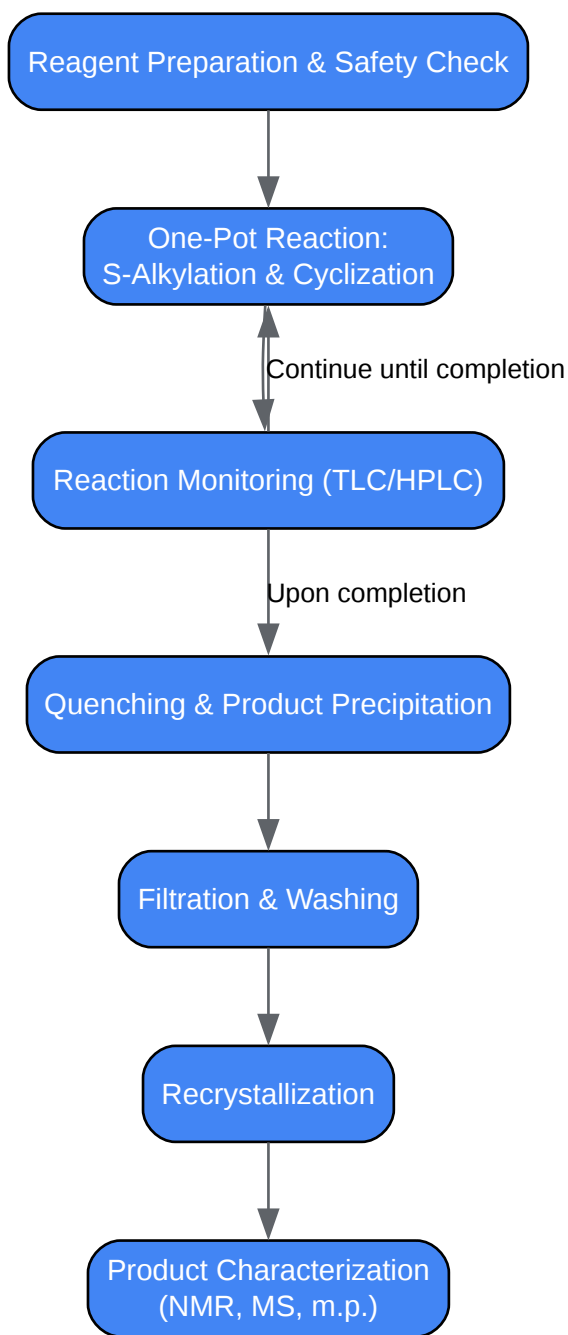 Reagent Preparation & Safety Check
One-Pot Reaction:
S-Alkylation & Cyclization
Continue until completion
Reaction Monitoring (TLC/HPLC)
Upon completion
Quenching & Product Precipitation
Filtration & Washing
Recrystallization
Product Characterization
(NMR, MS, m.p.)